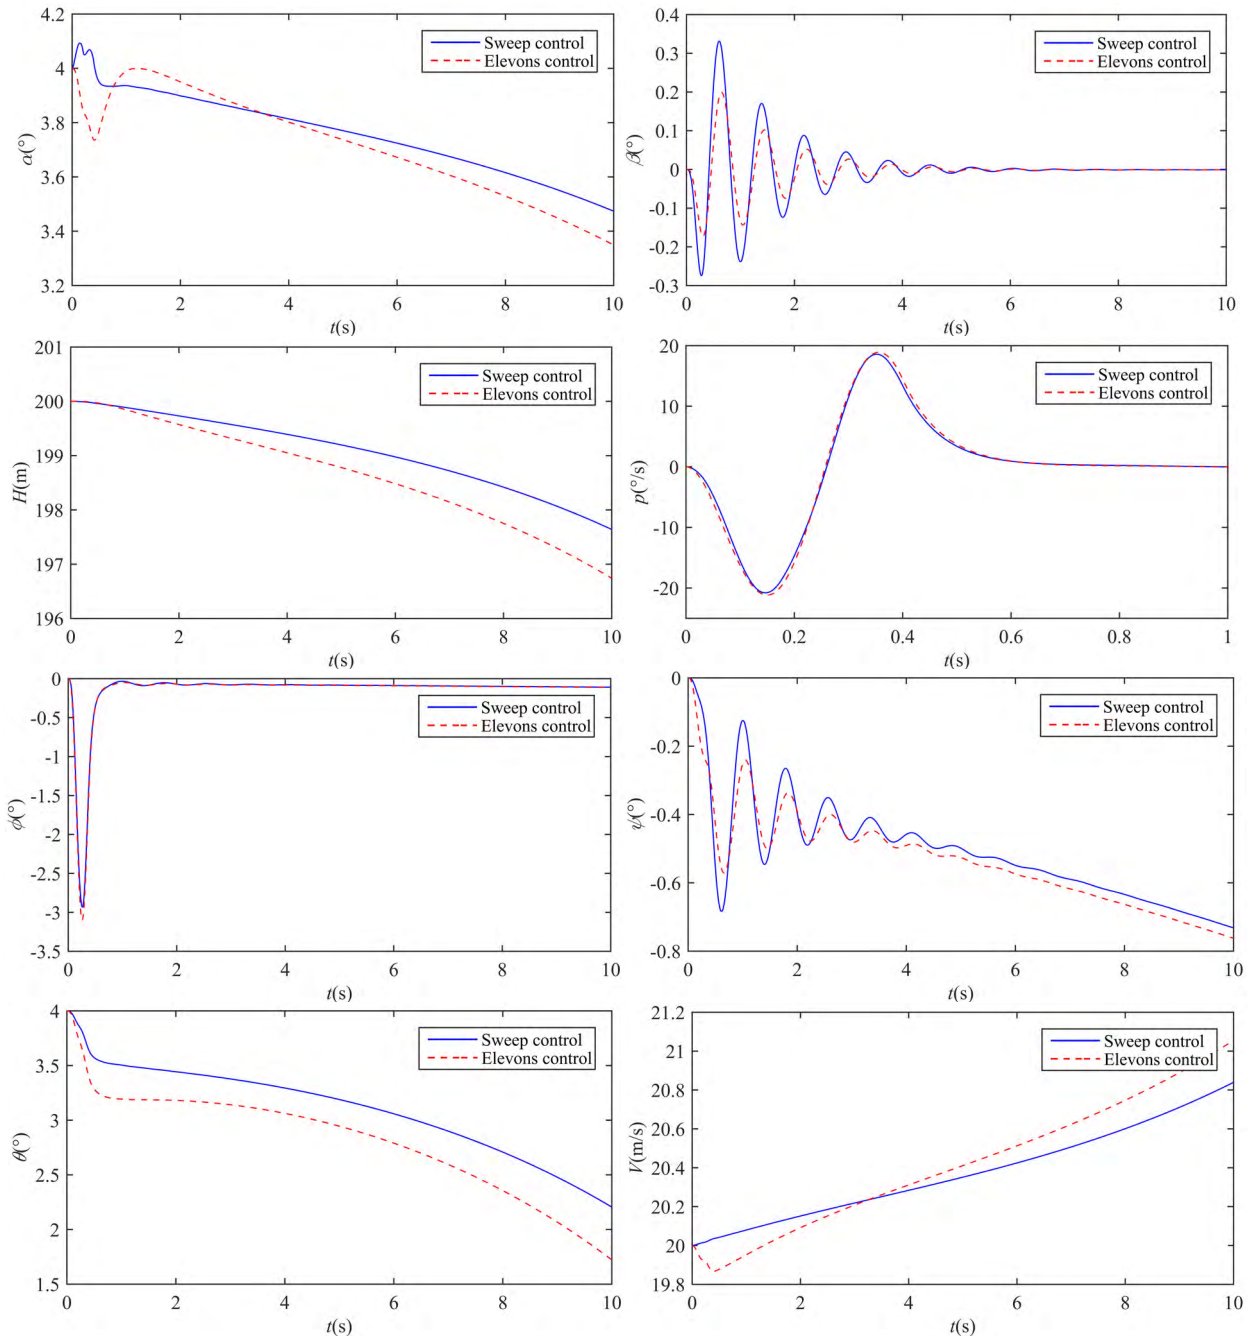 4.2
4
3.8
3.6
3.4
3.2
α(°)
Sweep control
Elevons control
0 2 4 6 8 10
t(s)
0.4
0.3
0.2
0.1
0
-0.1
-0.2
-0.3
β(°)
Sweep control
Elevons control
0 2 4 6 8 10
t(s)
201
200
199
198
197
196
H(m)
Sweep control
Elevons control
0 2 4 6 8 10
t(s)
20
10
0
-10
-20
p(°/s)
Sweep control
Elevons control
0 0.2 0.4 0.6 0.8 1
t(s)
0
-0.5
-1
-1.5
-2
-2.5
-3
-3.5
ϕ(°)
Sweep control
Elevons control
0 2 4 6 8 10
t(s)
0
-0.2
-0.4
-0.6
-0.8
ψ(°)
Sweep control
Elevons control
0 2 4 6 8 10
t(s)
4
3.5
3
2.5
2
1.5
θ(°)
Sweep control
Elevons control
0 2 4 6 8 10
t(s)
21.2
21
20.8
20.6
20.4
20.2
20
19.8
V(m/s)
Sweep control
Elevons control
0 2 4 6 8 10
t(s)